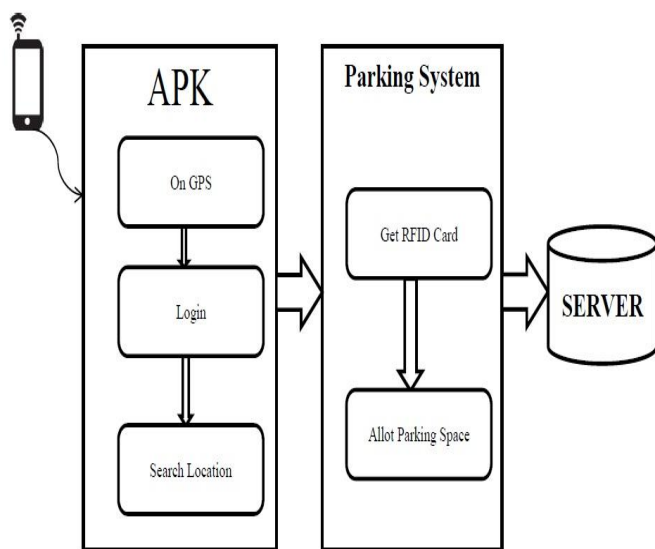 APK
On GPS
Login
Search Location
Parking System
Get RFID Card
Allot Parking Space
SERVER